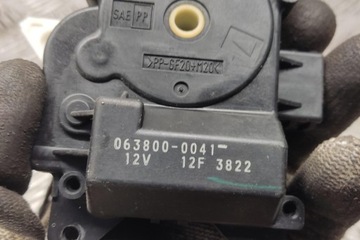 SAE PP
>PP-GF20+M20<
063800-0041
12V 12F 3822